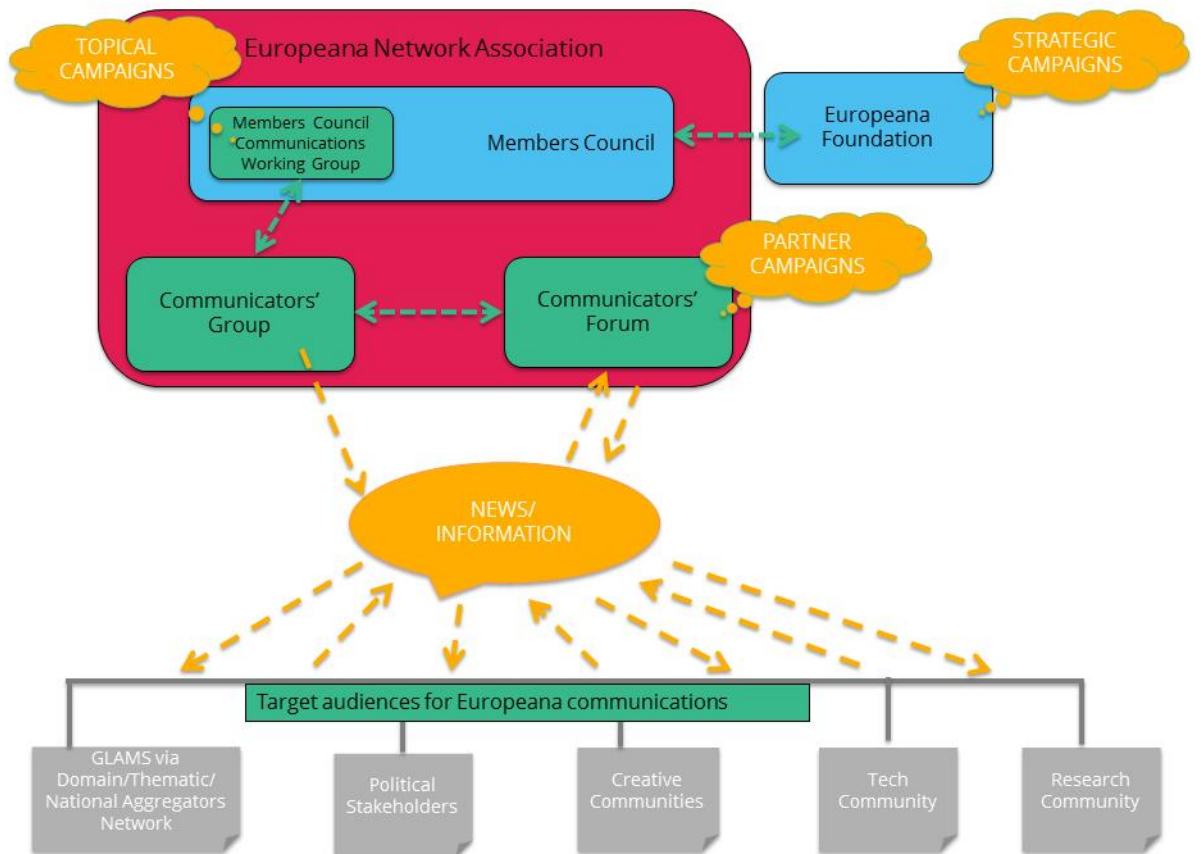 TOPICAL
CAMPAIGNS
Europeana Network Association
STRATEGIC
CAMPAIGNS
Members Council
Communications
Working Group
Members Council
Europeana
Foundation
PARTNER
CAMPAIGNS
Communicators'
Group
Communicators'
Forum
NEWS/
INFORMATION
Target audiences for Europeana communications
GLAMS via
Domain/Thematic/
National Aggregators
Network
Political
Stakeholders
Creative
Communities
Tech
Community
Research
Community